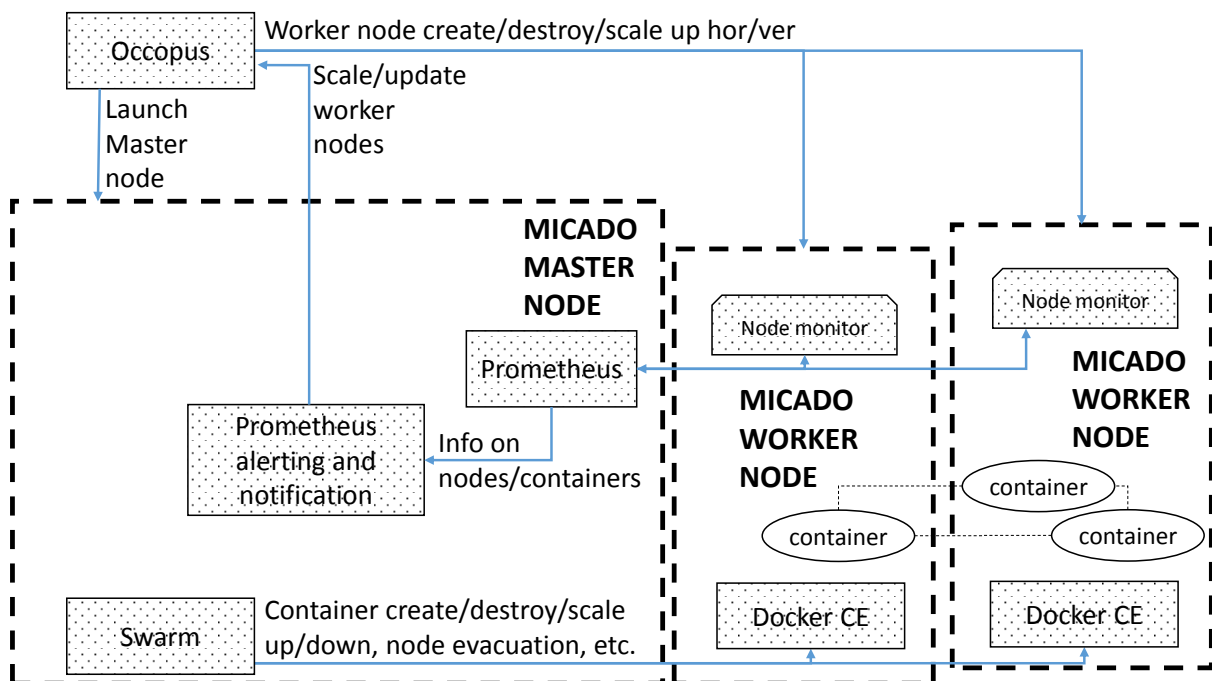 Occopus
Worker node create/destroy/scale up hor/ver
Scale/update
worker
nodes
Launch
Master
node
MICADO
MASTER
NODE
Node monitor
Node monitor
Prometheus
MICADO
WORKER
NODE
MICADO
WORKER
NODE
Prometheus
alerting and
notification
Info on
nodes/containers
container
container
container
Swarm
Container create/destroy/scale
up/down, node evacuation, etc.
Docker CE
Docker CE